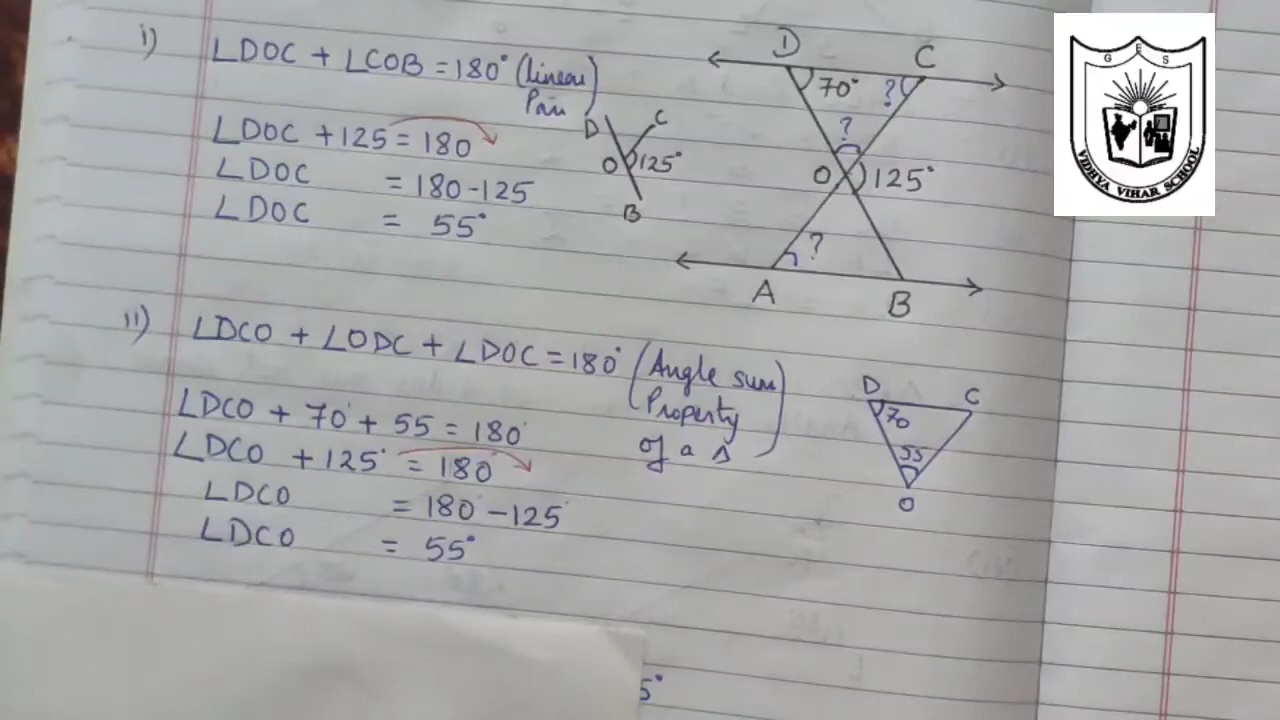 i)
∠DOC + ∠COB = 180° (linear
Pair)
∠DOC + 125 = 180
∠DOC = 180 - 125
∠DOC = 55°
D C
O 125°
B
D C
70° ?
?
O 125°
?
A B
ii)
∠DCO + ∠ODC + ∠DOC = 180° (Angle sum
Property
of a Δ)
∠DCO + 70° + 55 = 180°
∠DCO + 125° = 180°
∠DCO = 180° - 125°
∠DCO = 55°
D C
70
55
O
5°
G E S
VIDHYA VIHAR SCHOOL